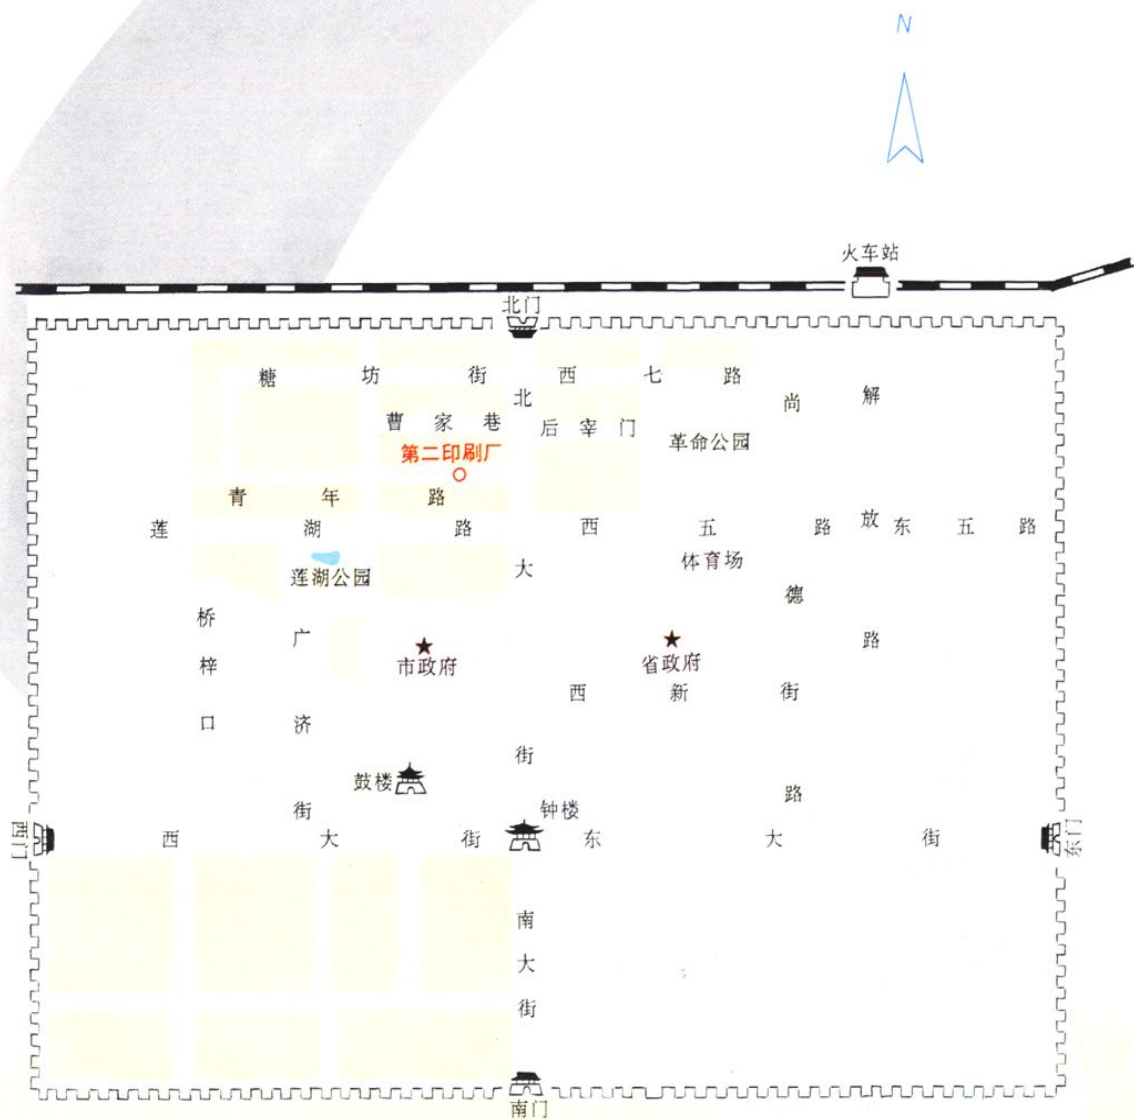 N
火车站
北门
糖坊街
西七路
北大街
尚德路
解放路
曹家巷
后宰门
革命公园
第二印刷厂
青年路
莲湖路
西五路
东五路
体育场
莲湖公园
桥梓口
广济街
市政府
省政府
西新街
鼓楼
钟楼
西门
西大街
东大街
东门
南大街
南门